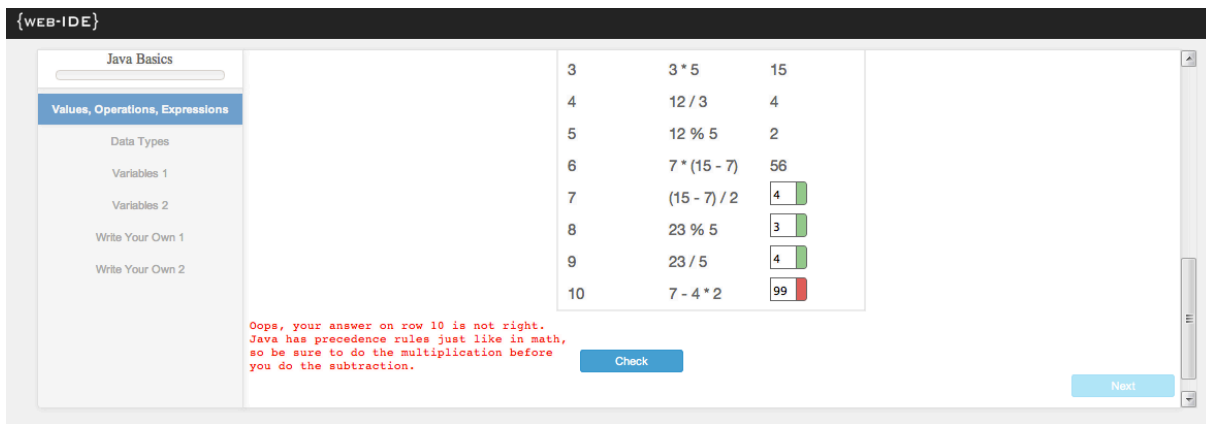 {WEB-IDE}
Java Basics
Values, Operations, Expressions
Data Types
Variables 1
Variables 2
Write Your Own 1
Write Your Own 2
3 3 * 5 15
4 12 / 3 4
5 12 % 5 2
6 7 * (15 - 7) 56
7 (15 - 7) / 2 4
8 23 % 5 3
9 23 / 5 4
10 7 - 4 * 2 99
Oops, your answer on row 10 is not right.
Java has precedence rules just like in math,
so be sure to do the multiplication before
you do the subtraction.
Check
Next